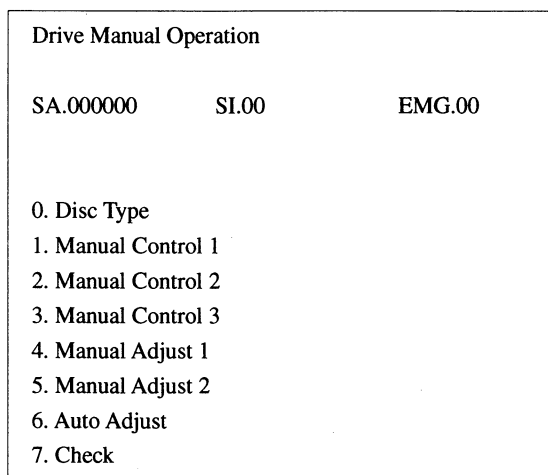 Drive Manual Operation
SA.000000 SI.00 EMG.00
0. Disc Type
1. Manual Control 1
2. Manual Control 2
3. Manual Control 3
4. Manual Adjust 1
5. Manual Adjust 2
6. Auto Adjust
7. Check